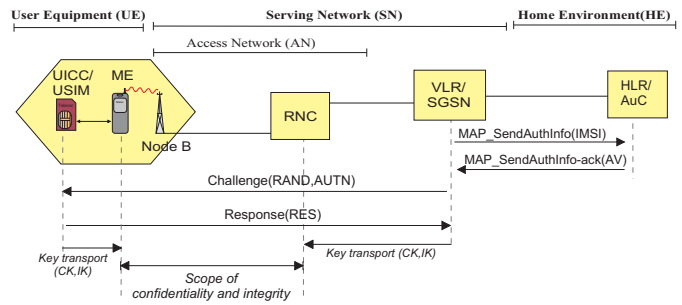 User Equipment (UE)
Serving Network (SN)
Home Environment(HE)
Access Network (AN)
UICC/
USIM
ME
VLR/
SGSN
HLR/
AuC
RNC
Node B
MAP_SendAuthInfo(IMSI)
MAP_SendAuthInfo-ack(AV)
Challenge(RAND,AUTN)
Response(RES)
Key transport
(CK,IK)
Key transport (CK,IK)
Scope of
confidentiality and integrity